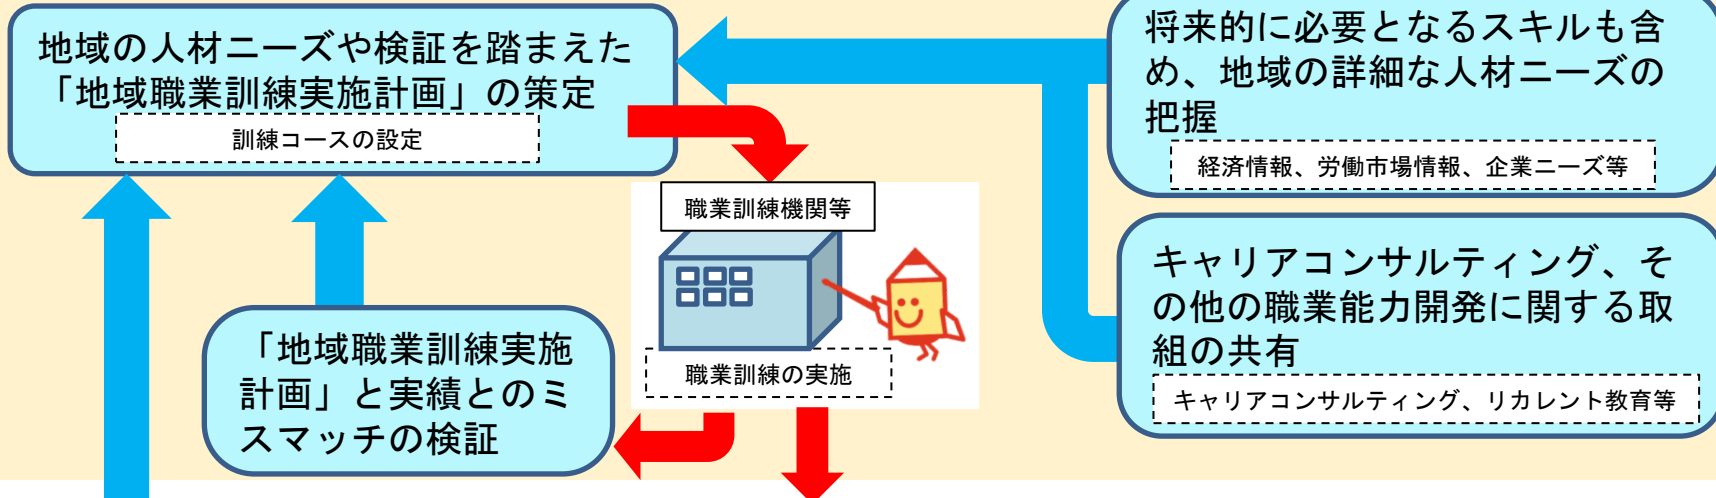 地域の人材ニーズや検証を踏まえた
「地域職業訓練実施計画」の策定
訓練コースの設定
将来的に必要となるスキルも含
め、地域の詳細な人材ニーズの
把握
経済情報、労働市場情報、企業ニーズ等
職業訓練機関等
職業訓練の実施
キャリアコンサルティング、そ
の他の職業能力開発に関する取
組の共有
キャリアコンサルティング、リカレント教育等
「地域職業訓練実施
計画」と実績とのミ
スマッチの検証